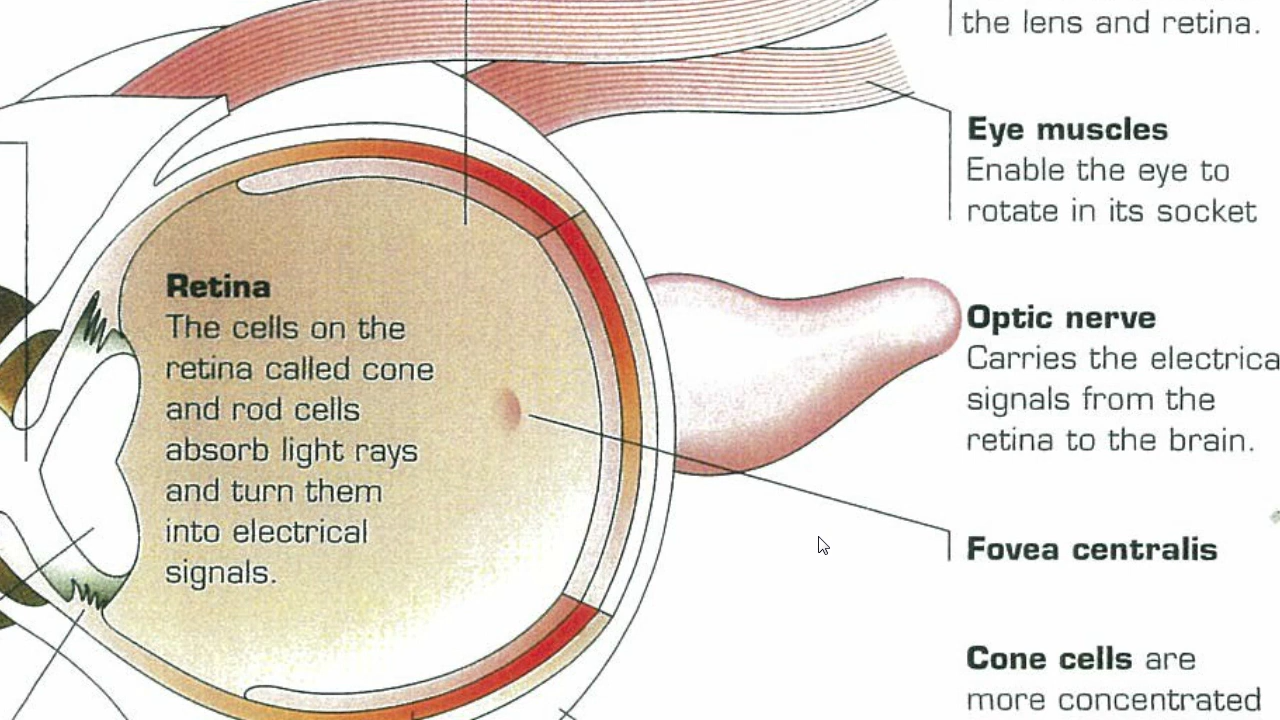 the lens and retina.
Eye muscles
Enable the eye to
rotate in its socket
Retina
The cells on the
retina called cone
and rod cells
absorb light rays
and turn them
into electrical
signals.
Optic nerve
Carries the electrica
signals from the
retina to the brain.
Fovea centralis
Cone cells are
more concentrated